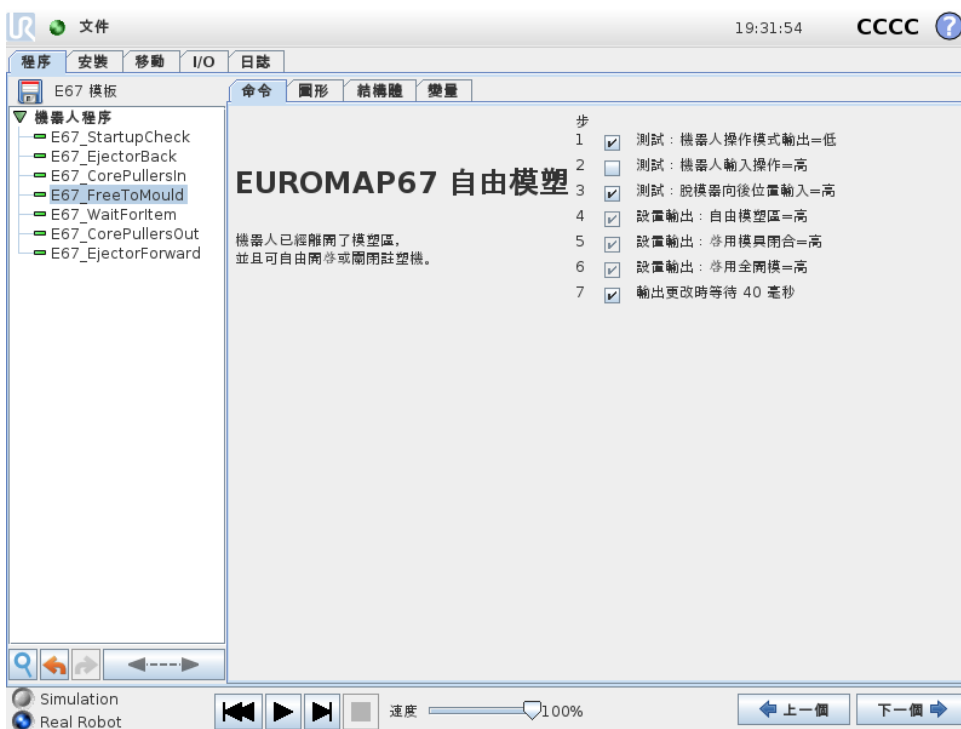 UR 文件 19:31:54 CCCC ?
程序 安裝 移動 I/O 日誌
E67 模板
命令 圖形 結構體 變量
機器人程序
E67_StartupCheck
E67_EjectorBack
E67_CorePullersIn
E67_FreeToMould
E67_WaitForItem
E67_CorePullersOut
E67_EjectorForward
EUROMAP67 自由模塑
機器人已經離開了模塑區，
並且可自由開啓或關閉註塑機。
步
1 測試：機器人操作模式輸出=低
2 測試：機器人輸入操作=高
3 測試：脫模器向後位置輸入=高
4 設置輸出：自由模塑區=高
5 設置輸出：啓用模具閉合=高
6 設置輸出：啓用全開模=高
7 輸出更改時等待 40 毫秒
Simulation
Real Robot
速度 100%
上一個 下一個